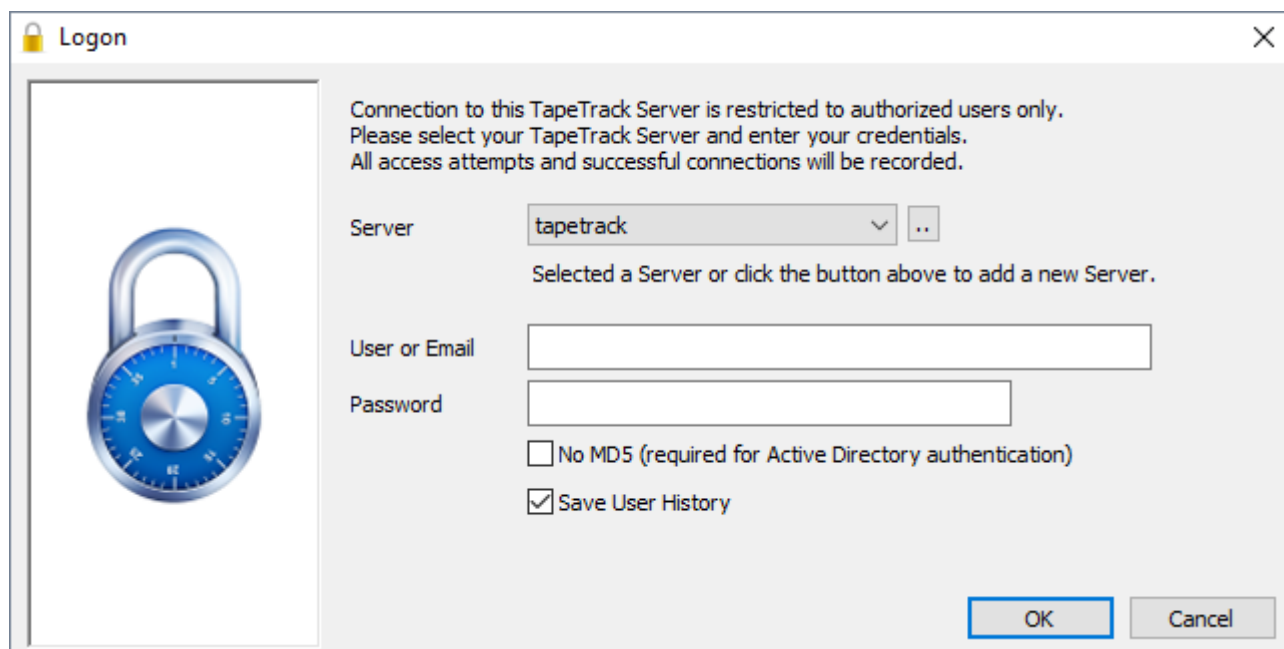 Logon
Connection to this TapeTrack Server is restricted to authorized users only.
Please select your TapeTrack Server and enter your credentials.
All access attempts and successful connections will be recorded.
Server tapetrack ..
Selected a Server or click the button above to add a new Server.
User or Email
Password
No MD5 (required for Active Directory authentication)
Save User History
OK Cancel